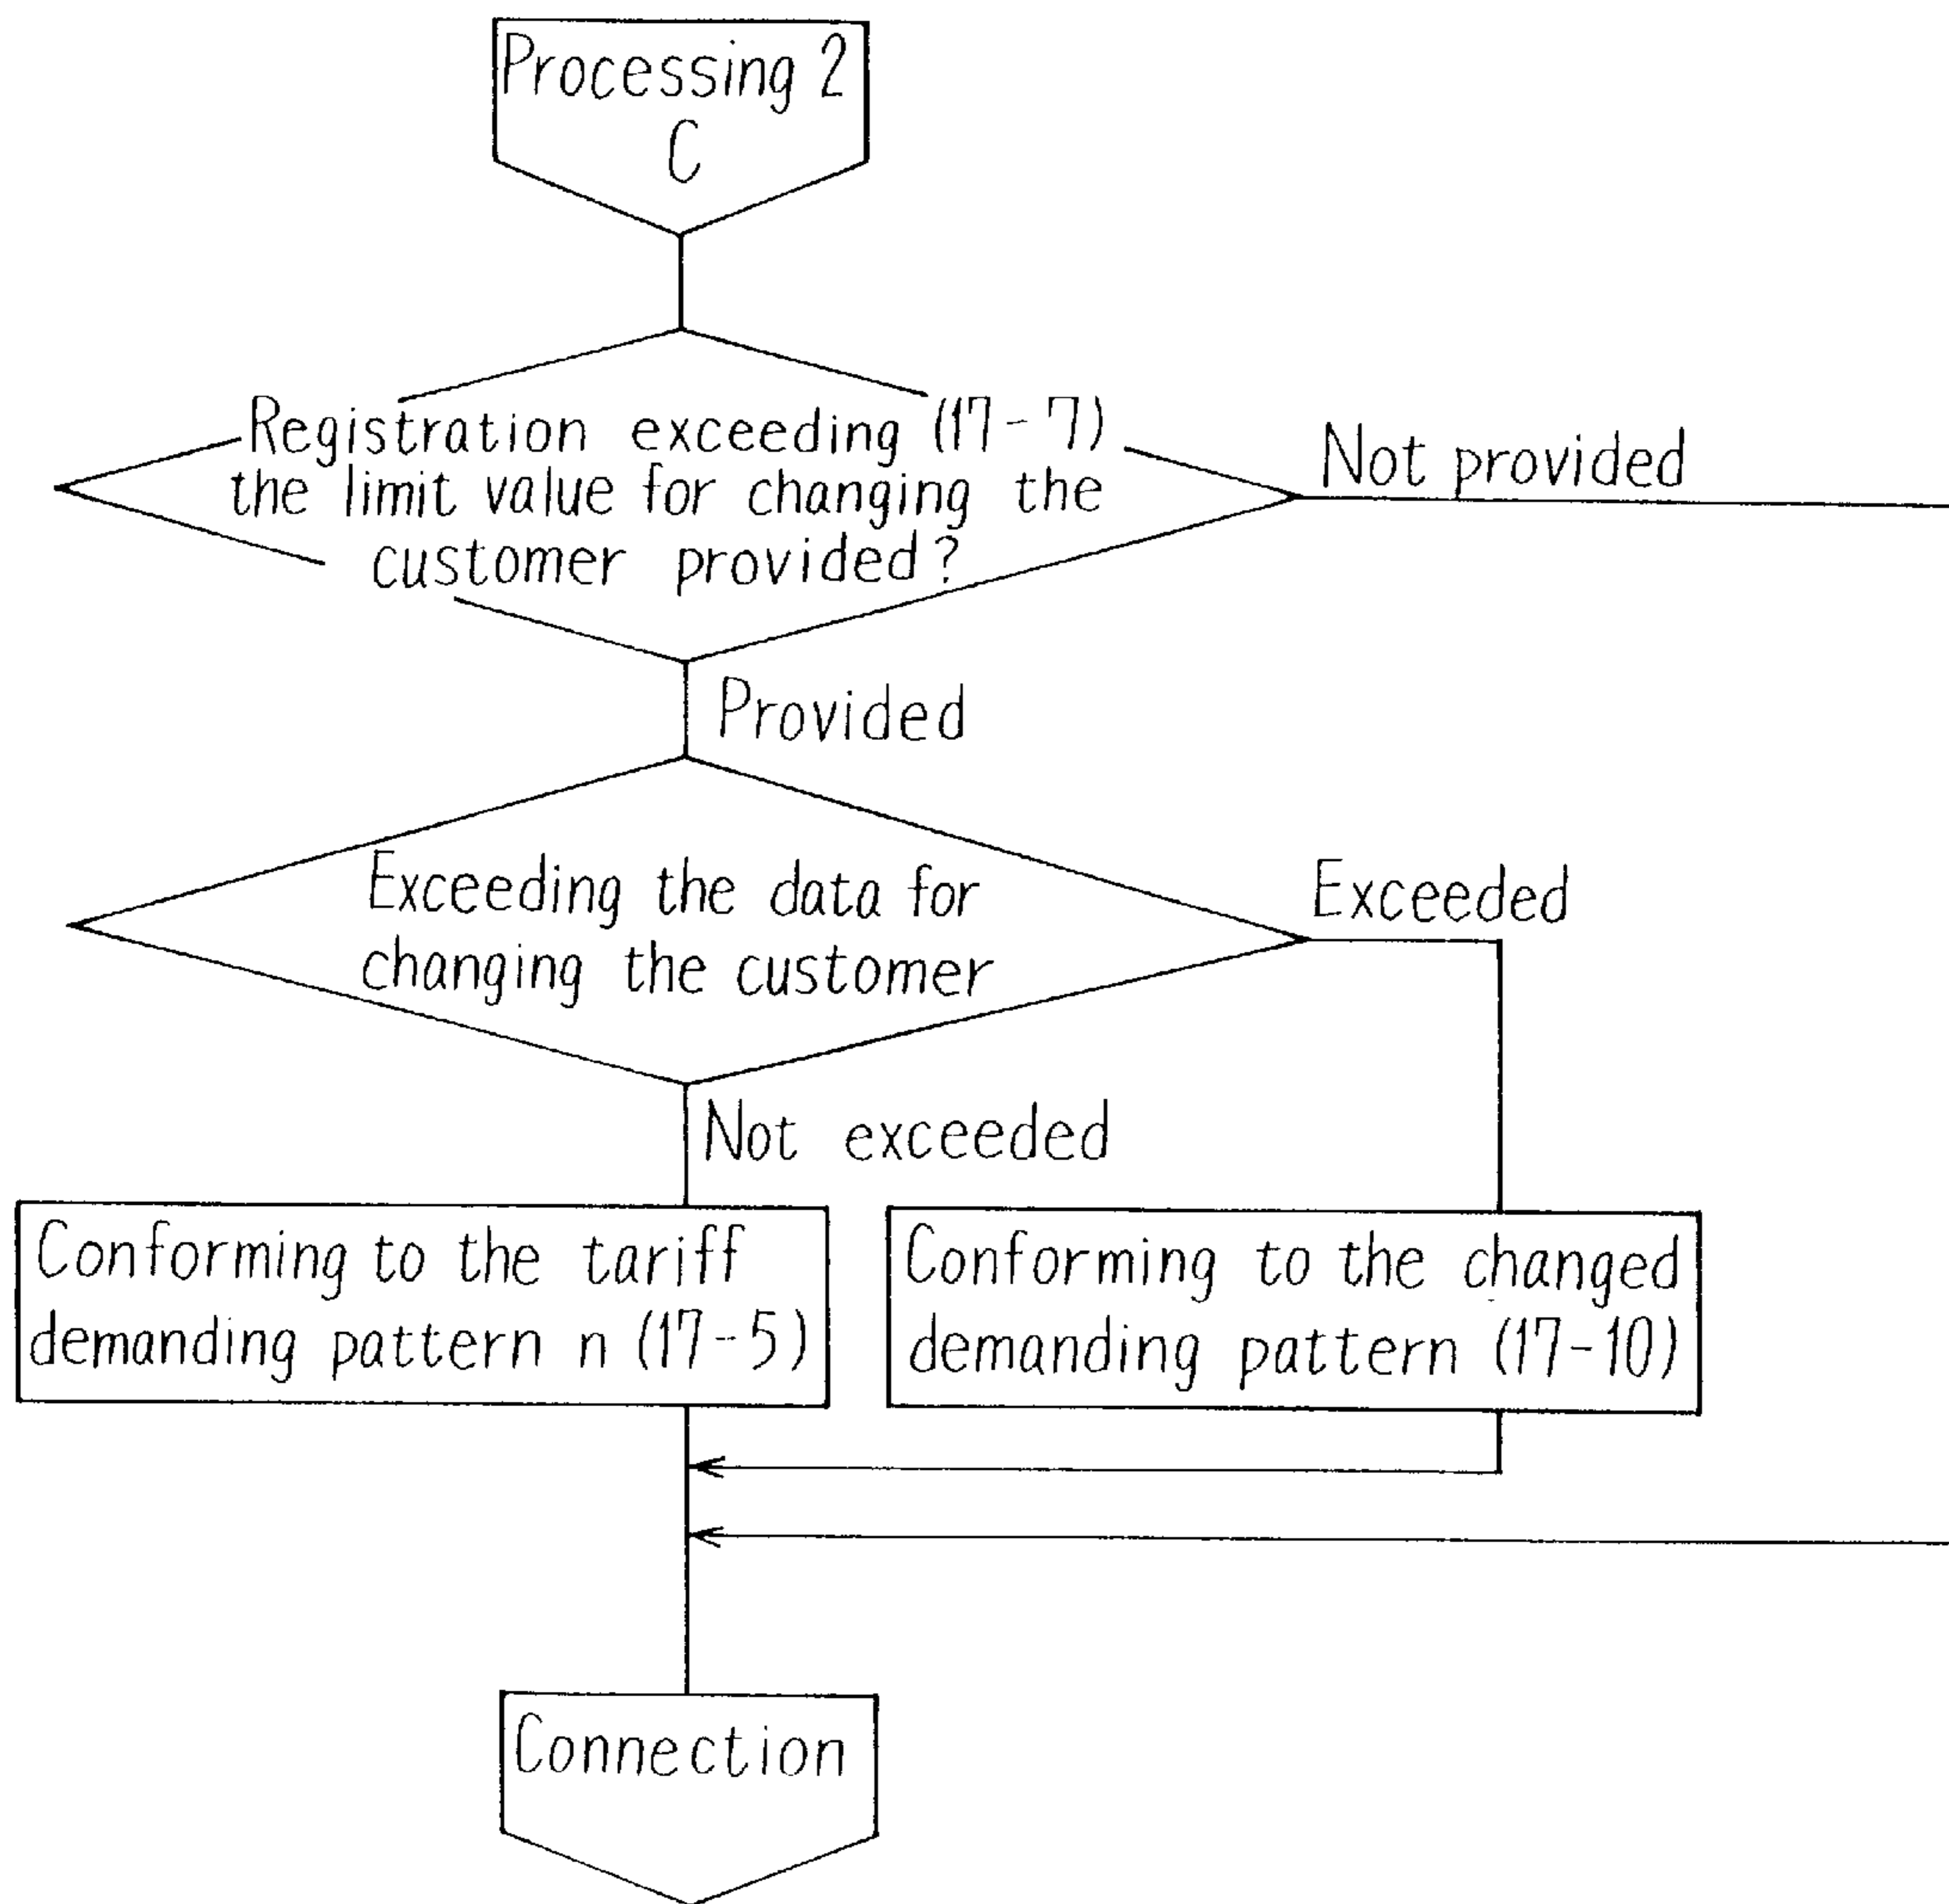 Processing 2
C
Registration exceeding (17-7)
the limit value for changing the
customer provided?
Not provided
Provided
Exceeding the data for
changing the customer
Exceeded
Not exceeded
Conforming to the tariff
demanding pattern n (17-5)
Conforming to the changed
demanding pattern (17-10)
Connection